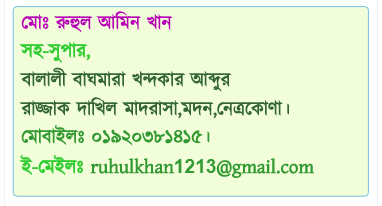 মোঃ রুহুল আমিন খান
সহ-সুপার,
বালালী বাঘমারা খন্দকার আব্দুর
রাজ্জাক দাখিল মাদরাসা,মদন,নেত্রকোণা।
মোবাইলঃ ০১৯২০৩৮১৪১৫।
ই-মেইলঃ ruhulkhan1213@gmail.com